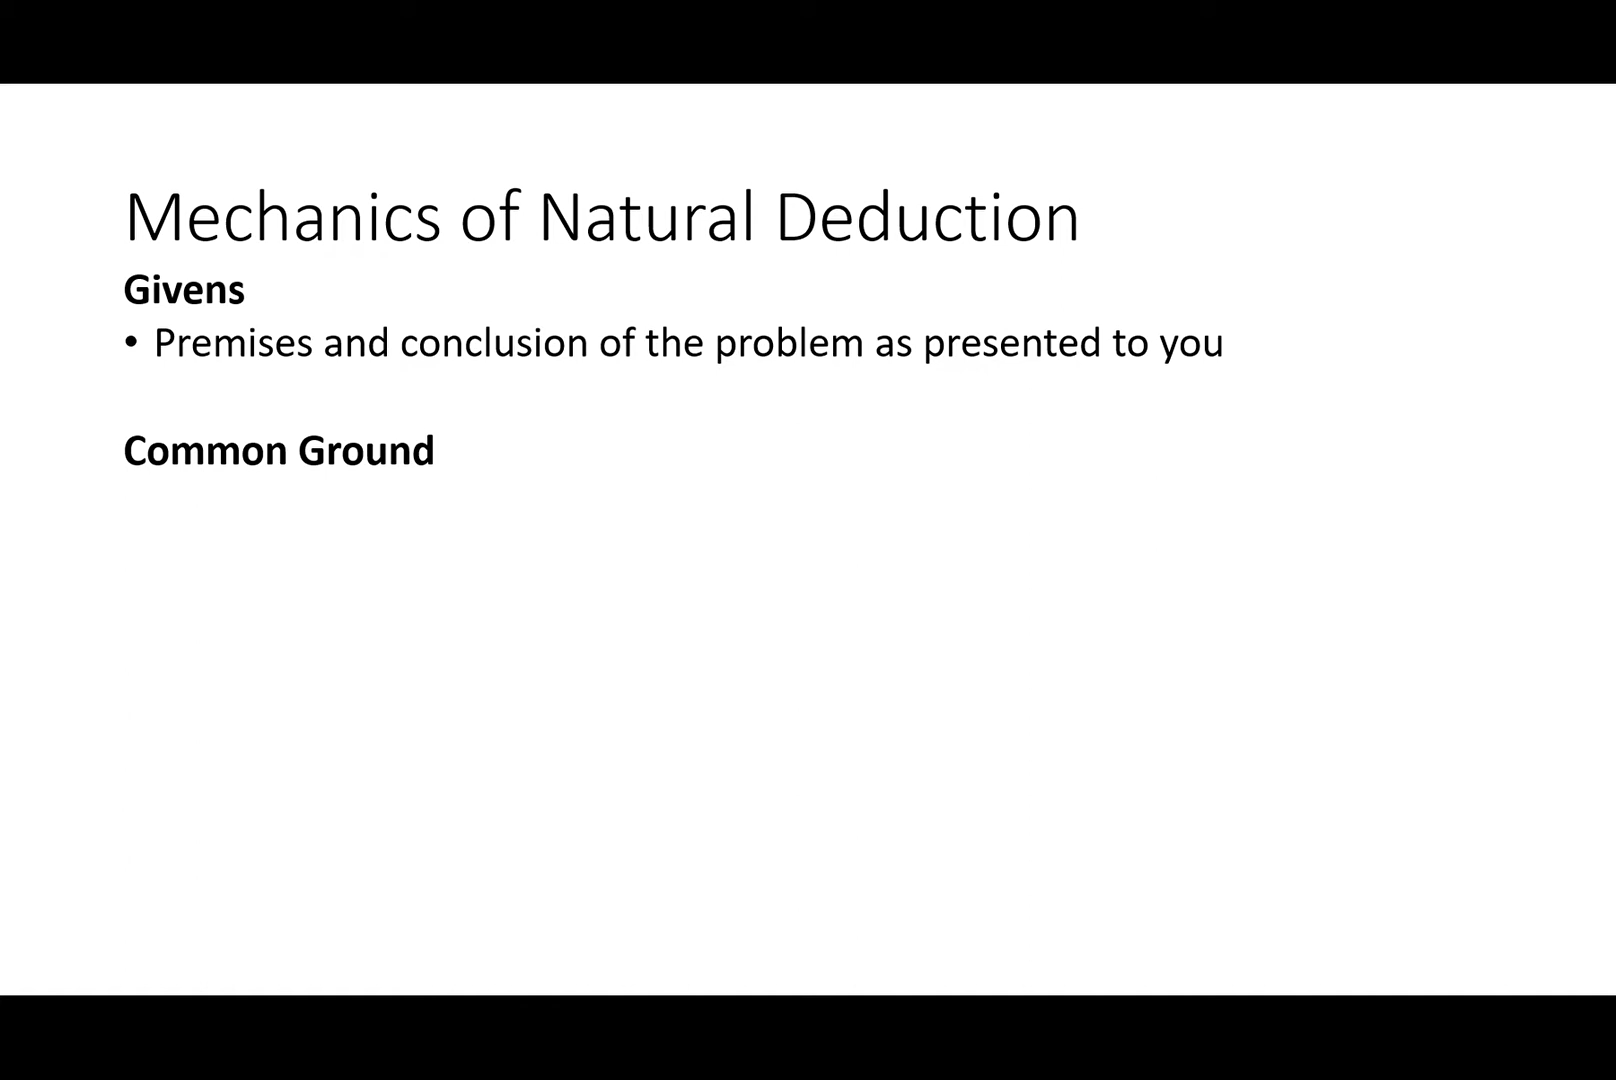 Mechanics of Natural Deduction
Givens
• Premises and conclusion of the problem as presented to you
Common Ground